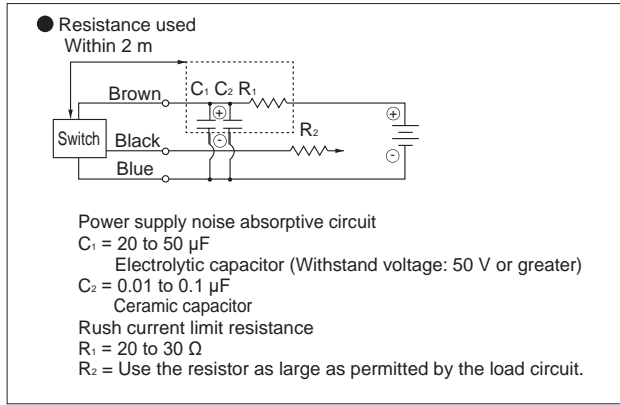 ● Resistance used
Within 2 m
C₁ C₂ R₁
Brown
⊕ ⊕
R₂
Switch
Black
⊖ ⊖
Blue
Power supply noise absorptive circuit
C₁ = 20 to 50 µF
Electrolytic capacitor (Withstand voltage: 50 V or greater)
C₂ = 0.01 to 0.1 µF
Ceramic capacitor
Rush current limit resistance
R₁ = 20 to 30 Ω
R₂ = Use the resistor as large as permitted by the load circuit.